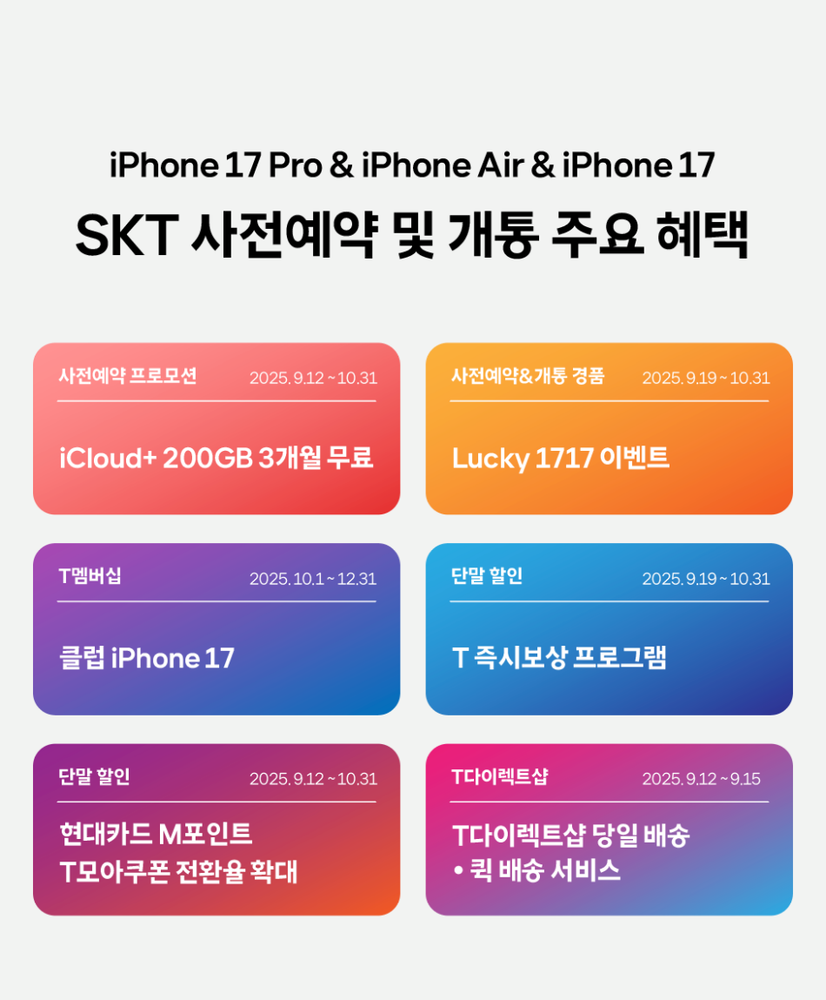 iPhone 17 Pro & iPhone Air & iPhone 17
SKT 사전예약 및 개통 주요 혜택
사전예약 프로모션 2025. 9.12 ~ 10.31
iCloud+ 200GB 3개월 무료
사전예약&개통 경품 2025. 9.19 ~ 10.31
Lucky 1717 이벤트
T멤버십 2025. 10.1 ~ 12.31
클럽 iPhone 17
단말 할인 2025. 9.19 ~ 10.31
T 즉시보상 프로그램
단말 할인 2025. 9.12 ~ 10.31
현대카드 M포인트
T모아쿠폰 전환율 확대
T다이렉트샵 2025. 9.12 ~ 9.15
T다이렉트샵 당일 배송
• 퀵 배송 서비스